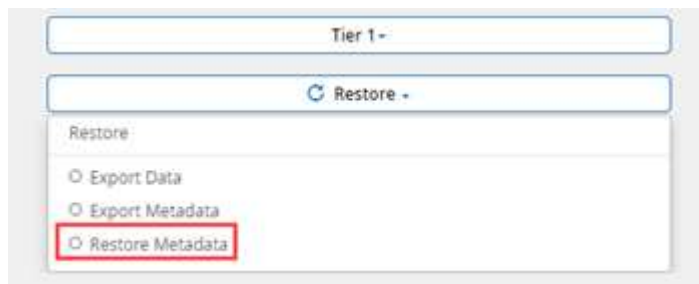 Tier 1
Restore
Restore
Export Data
Export Metadata
Restore Metadata